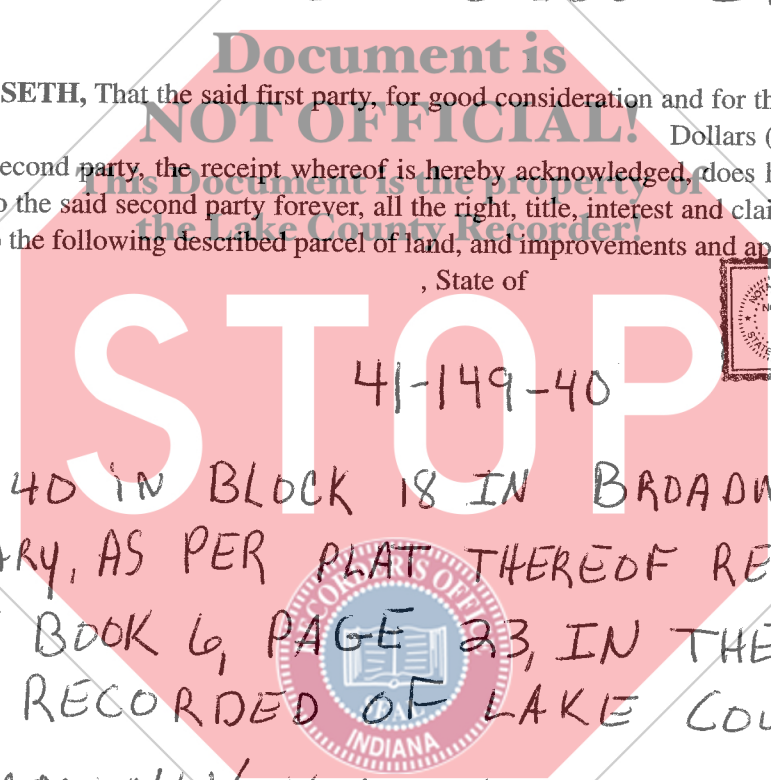 Document is
SETH, That the said first party, for good consideration and for th
NOT OFFICIAL!
Dollars (
econd party, the receipt whereof is hereby acknowledged, does h
This Document is the property of
o the said second party forever, all the right, title, interest and clai
the Lake County Recorder!
the following described parcel of land, and improvements and ap
, State of
STOP
41-149-40
40 IN BLOCK 18 IN BROADW
ARY, AS PER PLAT THEREOF RE
BOOK 6, PAGE 23, IN THE
RECORDED OF LAKE COU
RECORDER'S OFFICE
SEAL
INDIANA